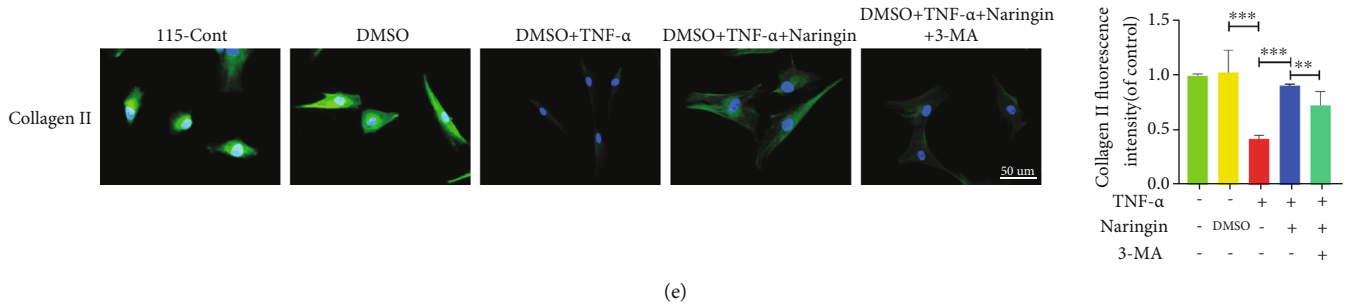 DMSO+TNF-α+Naringin
115-Cont DMSO DMSO+TNF-α DMSO+TNF-α+Naringin +3-MA
Collagen II
50 um
Collagen II fluorescence
intensity(of control)
1.5
1.0
0.5
0.0
***
***
**
TNF-α - - + + +
Naringin - DMSO - + +
3-MA - - - - +
(e)